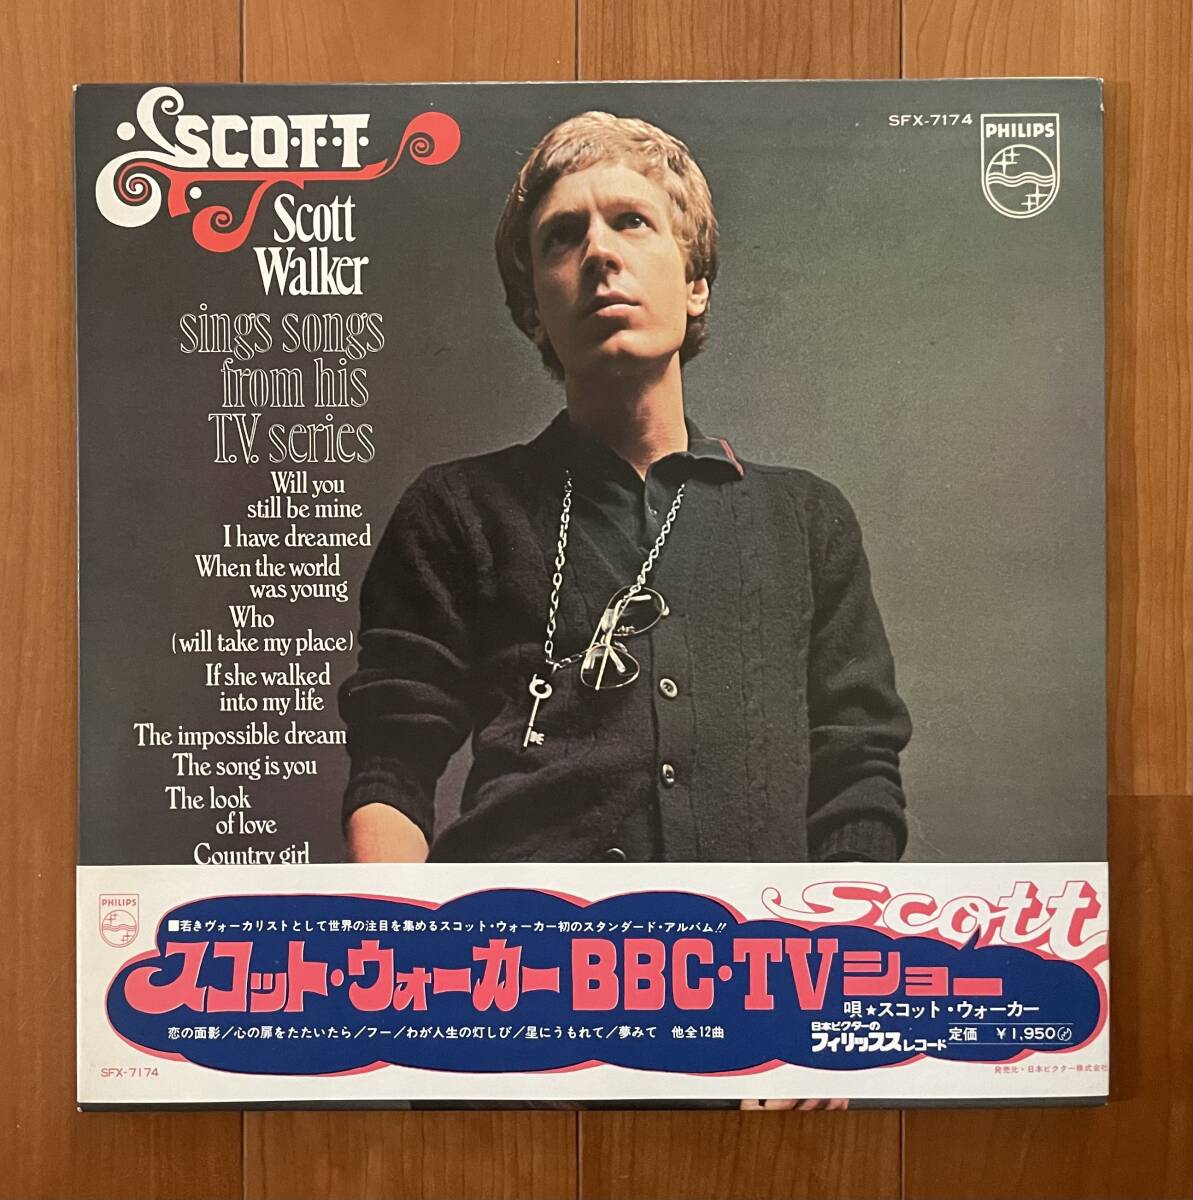 SCOTT
Scott
Walker
sings songs
from his
T.V. series
Will you
still be mine
I have dreamed
When the world
was young
Who
(will take my place)
If she walked
into my life
The impossible dream
The song is you
The look
of love
Country girl
SFX-7174
PHILIPS
PHILIPS
■若きヴォーカリストとして世界の注目を集めるスコット・ウォーカー初のスタンダード・アルバム!!
scott
スコット・ウォーカーBBC・TVショー
唄★スコット・ウォーカー
恋の面影/心の扉をたたいたら/フー/わが人生の灯しび/星にうもれて/夢みて 他全12曲
日本ビクターの
フィリップスレコード
定価 ¥1,950
SFX-7174
発売元・日本ビクター株式会社